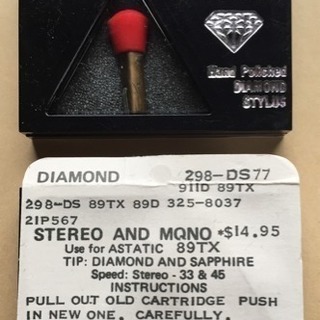 Hand Polished
DIAMOND
STYLUS
DIAMOND 298-DS77
911D 89TX
298-DS 89TX 89D 325-8037
21P567
STEREO AND MONO *$14.95
Use for ASTATIC 89TX
TIP: DIAMOND AND SAPPHIRE
Speed: Stereo - 33 & 45
INSTRUCTIONS
PULL OUT OLD CARTRIDGE PUSH
IN NEW ONE, CAREFULLY.